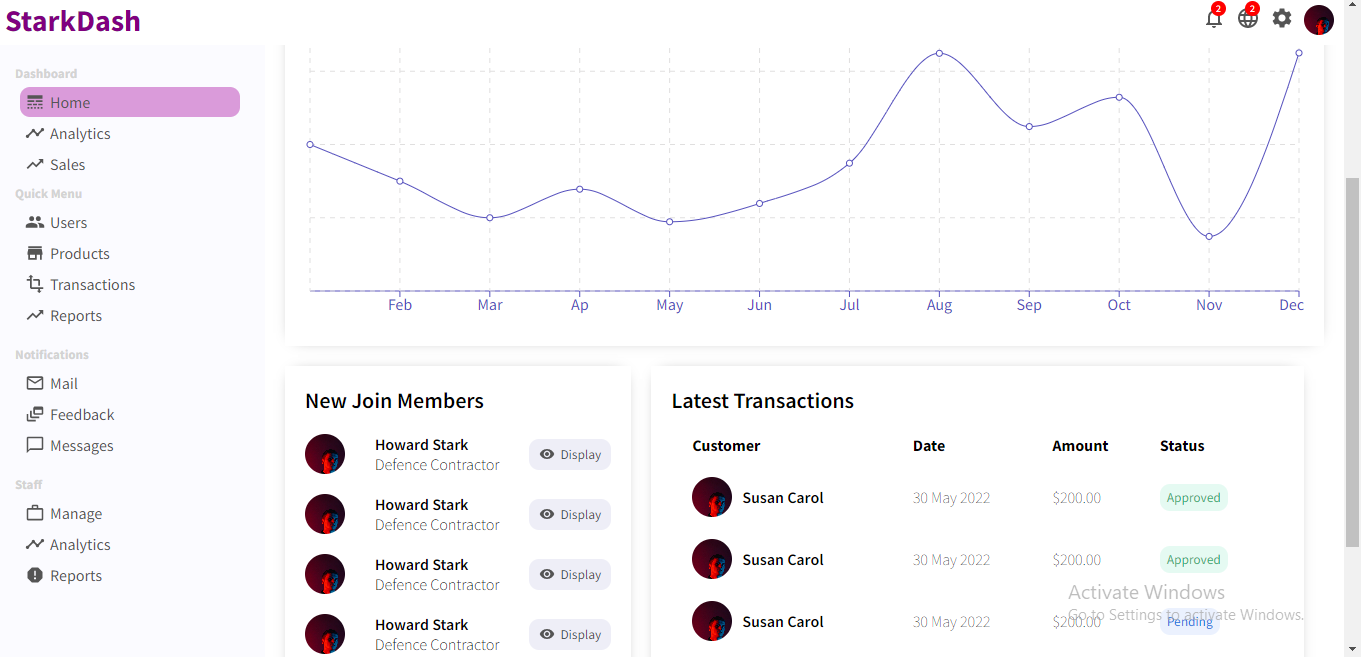 StarkDash
2
2
Dashboard
Home
Analytics
Sales
Quick Menu
Users
Products
Transactions
Reports
Notifications
Mail
Feedback
Messages
Staff
Manage
Analytics
Reports
Feb Mar Ap May Jun Jul Aug Sep Oct Nov Dec
New Join Members
Howard Stark
Defence Contractor
Display
Howard Stark
Defence Contractor
Display
Howard Stark
Defence Contractor
Display
Howard Stark
Defence Contractor
Display
Latest Transactions
Customer Date Amount Status
Susan Carol 30 May 2022 $200.00 Approved
Susan Carol 30 May 2022 $200.00 Approved
Susan Carol 30 May 2022 $200.00 Pending
Activate Windows
Go to Settings to activate Windows.